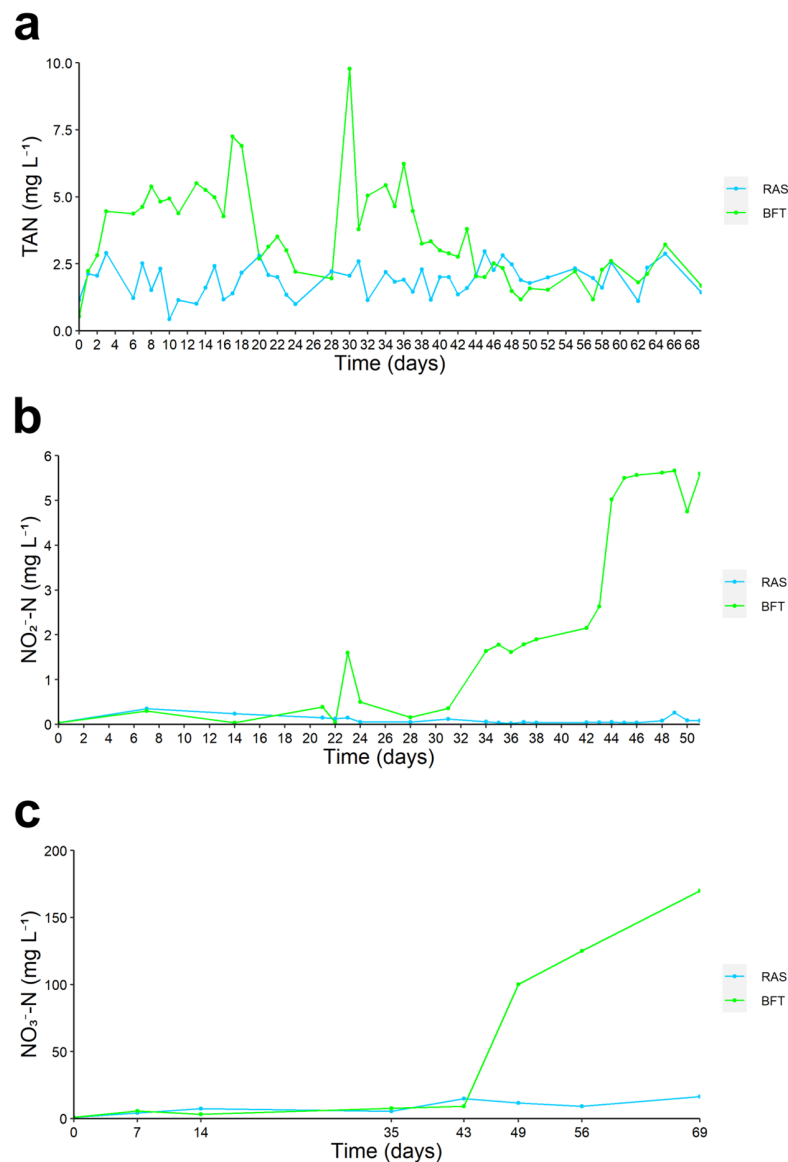 a
TAN (mg L⁻¹)
10.0
7.5
5.0
2.5
0.0
0 2 4 6 8 10 12 14 16 18 20 22 24 26 28 30 32 34 36 38 40 42 44 46 48 50 52 54 56 58 60 62 64 66 68
Time (days)
RAS
BFT
b
NO₂⁻-N (mg L⁻¹)
6
5
4
3
2
1
0
0 2 4 6 8 10 12 14 16 18 20 22 24 26 28 30 32 34 36 38 40 42 44 46 48 50
Time (days)
RAS
BFT
c
NO₃⁻-N (mg L⁻¹)
200
150
100
50
0
0 7 14 35 43 49 56 69
Time (days)
RAS
BFT